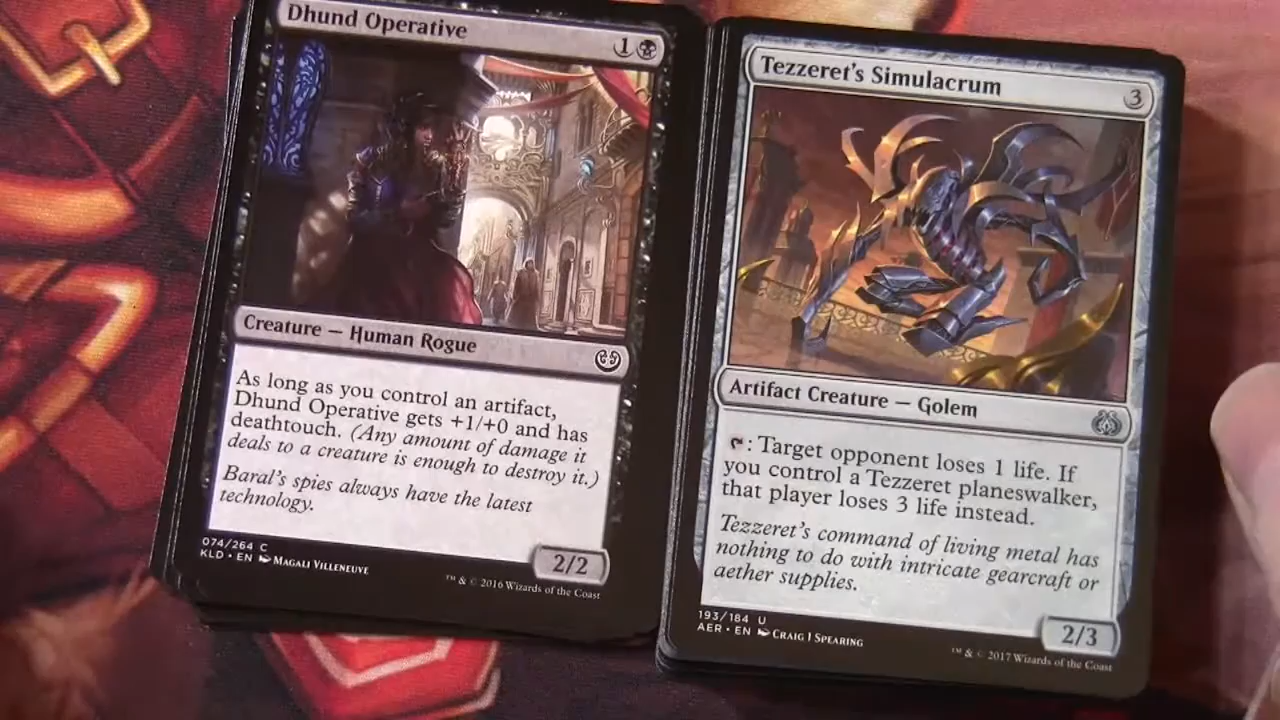 Dhund Operative
1
Creature — Human Rogue
As long as you control an artifact,
Dhund Operative gets +1/+0 and has
deathtouch. (Any amount of damage it
deals to a creature is enough to destroy it.)
Baral's spies always have the latest
technology.
074/264 C
KLD • EN Magali Villeneuve
™ & © 2016 Wizards of the Coast
2/2
Tezzeret's Simulacrum
3
Artifact Creature — Golem
: Target opponent loses 1 life. If
you control a Tezzeret planeswalker,
that player loses 3 life instead.
Tezzeret's command of living metal has
nothing to do with intricate gearcraft or
aether supplies.
193/184 U
AER • EN Craig J Spearing
™ & © 2017 Wizards of the Coast
2/3